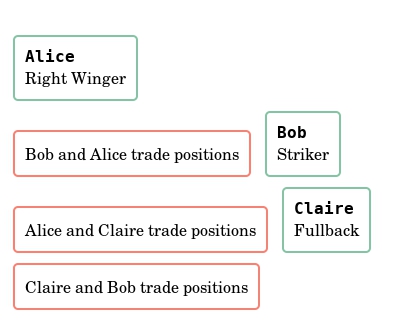 Alice
Right Winger
Bob and Alice trade positions
Bob
Striker
Alice and Claire trade positions
Claire
Fullback
Claire and Bob trade positions